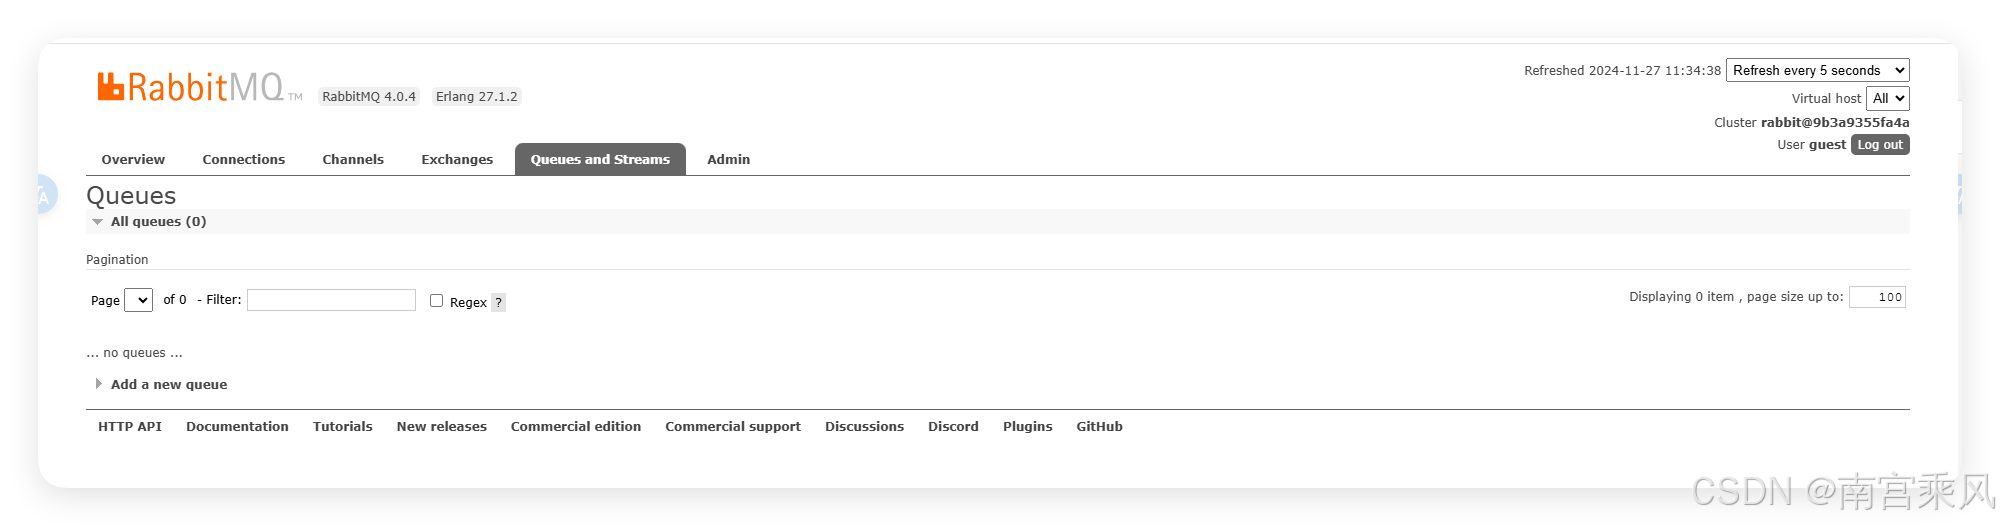 RabbitMQ TM RabbitMQ 4.0.4 Erlang 27.1.2
Refreshed 2024-11-27 11:34:38 Refresh every 5 seconds
Virtual host All
Cluster rabbit@9b3a9355fa4a
User guest Log out
Overview Connections Channels Exchanges Queues and Streams Admin
Queues
All queues (0)
Pagination
Page of 0 - Filter: Regex ? Displaying 0 item , page size up to: 100
... no queues ...
Add a new queue
HTTP API Documentation Tutorials New releases Commercial edition Commercial support Discussions Discord Plugins GitHub
CSDN @南宫乘风